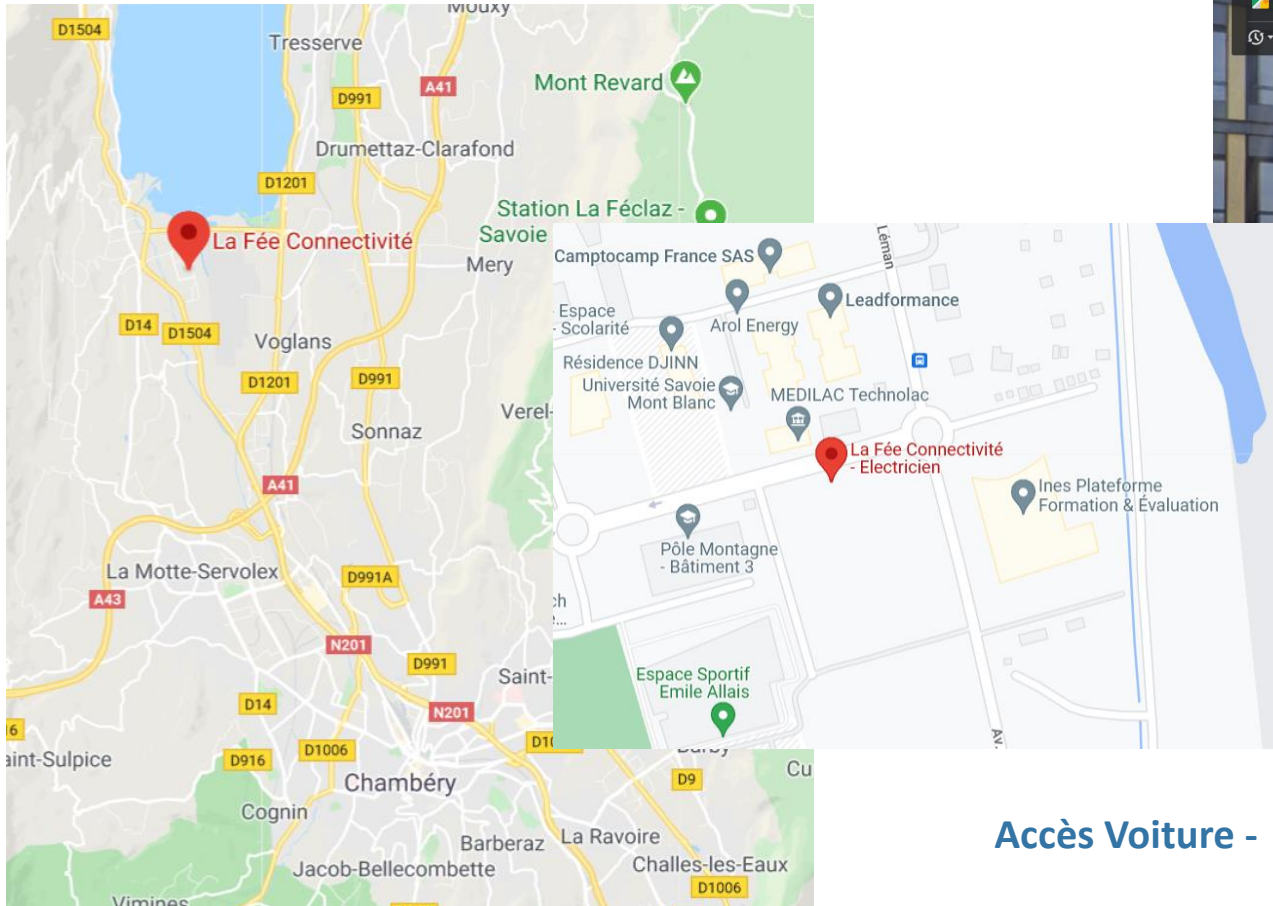 Mouxy
D1504
Tresserve
A41
Mont Revard
D991
Drumettaz-Clarafond
D1201
Station La Féclaz -
Savoie
La Fée Connectivité
Mery
D14
D1504
Voglans
D1201
D991
Verel-
Sonnaz
A41
La Motte-Servolex
D991A
A43
N201
D991
Saint-
D14
N201
D1006
D916
Chambéry
D9
Cognin
Barberaz
La Ravoire
Jacob-Bellecombette
Challes-les-Eaux
D1006
Vimines
aint-Sulpice
Cu
Léman
Camptocamp France SAS
Leadformance
Espace
- Scolarité
Arol Energy
Résidence DJINN
Université Savoie
Mont Blanc
MEDILAC Technolac
La Fée Connectivité
- Electricien
Ines Plateforme
Formation & Évaluation
Pôle Montagne
- Bâtiment 3
Espace Sportif
Emile Allais
Av.
Accès Voiture -